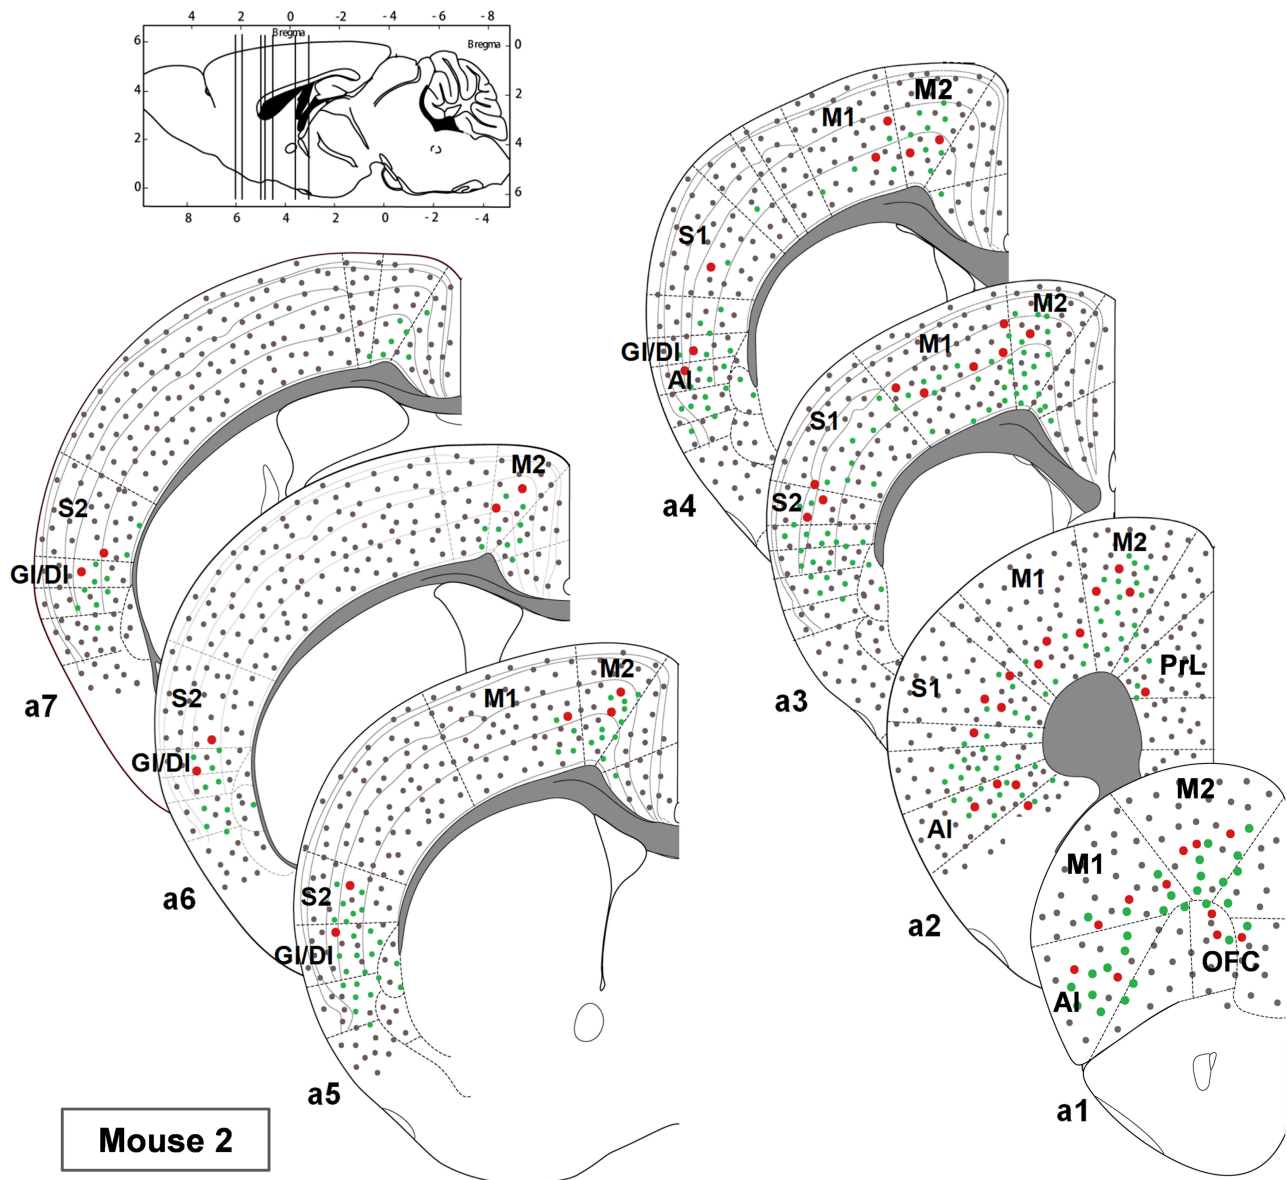 4 2 0 -2 -4 -6 -8
Bregma
Bregma
6 4 2 0
0 2 4 6
8 6 4 2 0 -2 -4
M2
M1
S1
GI/DI
AI
a4
M2
M1
S1
S2
a3
M2
M1
PrL
S1
AI
a2
M2
M1
OFC
AI
a1
S2
GI/DI
a7
M2
S2
GI/DI
a6
M2
M1
S2
GI/DI
a5
Mouse 2